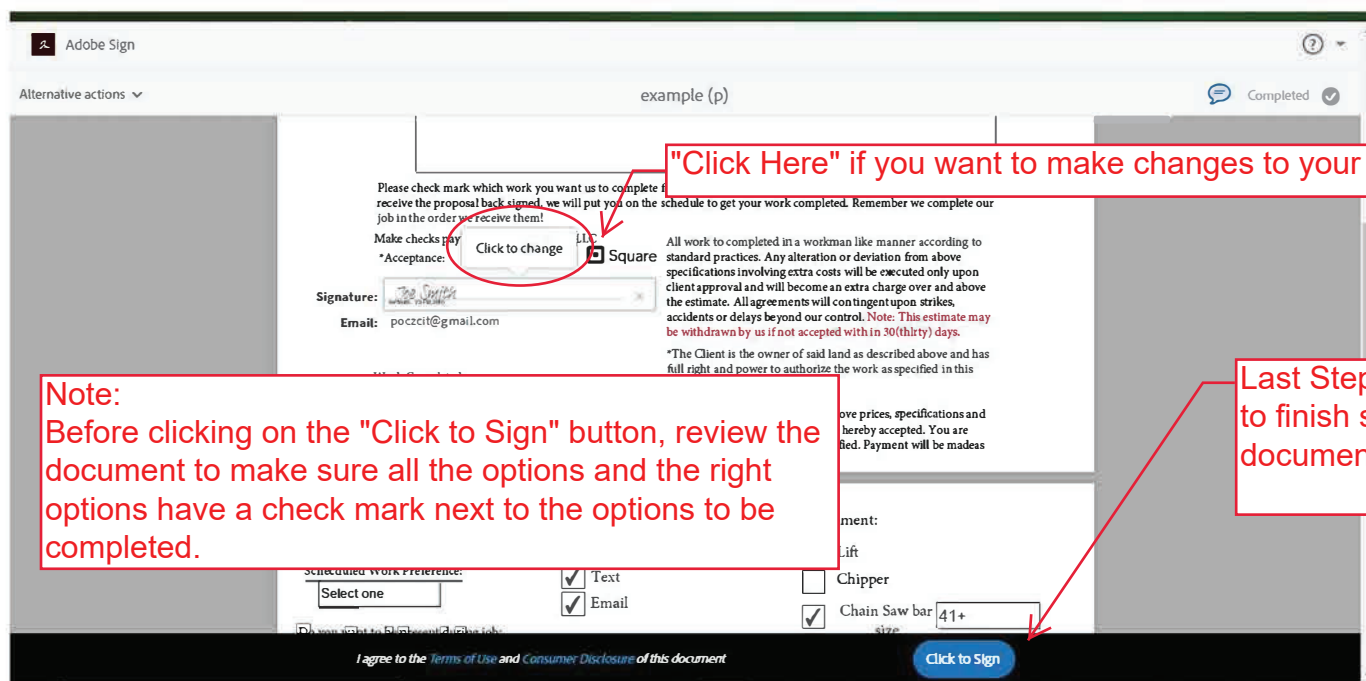 Adobe Sign
Alternative actions
example (p)
Completed
"Click Here" if you want to make changes to your
Please check mark which work you want us to complete
receive the proposal back signed, we will put you on the schedule to get your work completed. Remember we complete our
job in the order we receive them!
Make checks pay LLC
*Acceptance:
Click to change
Square
Signature: Joe Smith
Email: poczcit@gmail.com
All work to completed in a workman like manner according to
standard practices. Any alteration or deviation from above
specifications involving extra costs will be executed only upon
client approval and will become an extra charge over and above
the estimate. All agreements will contingent upon strikes,
accidents or delays beyond our control. Note: This estimate may
be withdrawn by us if not accepted with in 30(thirty) days.
*The Client is the owner of said land as described above and has
full right and power to authorize the work as specified in this
ove prices, specifications and
hereby accepted. You are
fied. Payment will be madeas
Note:
Before clicking on the "Click to Sign" button, review the
document to make sure all the options and the right
options have a check mark next to the options to be
completed.
Last Step
to finish s
documen
ment:
Lift
Scheduled Work Preference:
Select one
Text
Email
Chipper
Chain Saw bar 41+
size
Do you want to be present during job:
I agree to the Terms of Use and Consumer Disclosure of this document
Click to Sign